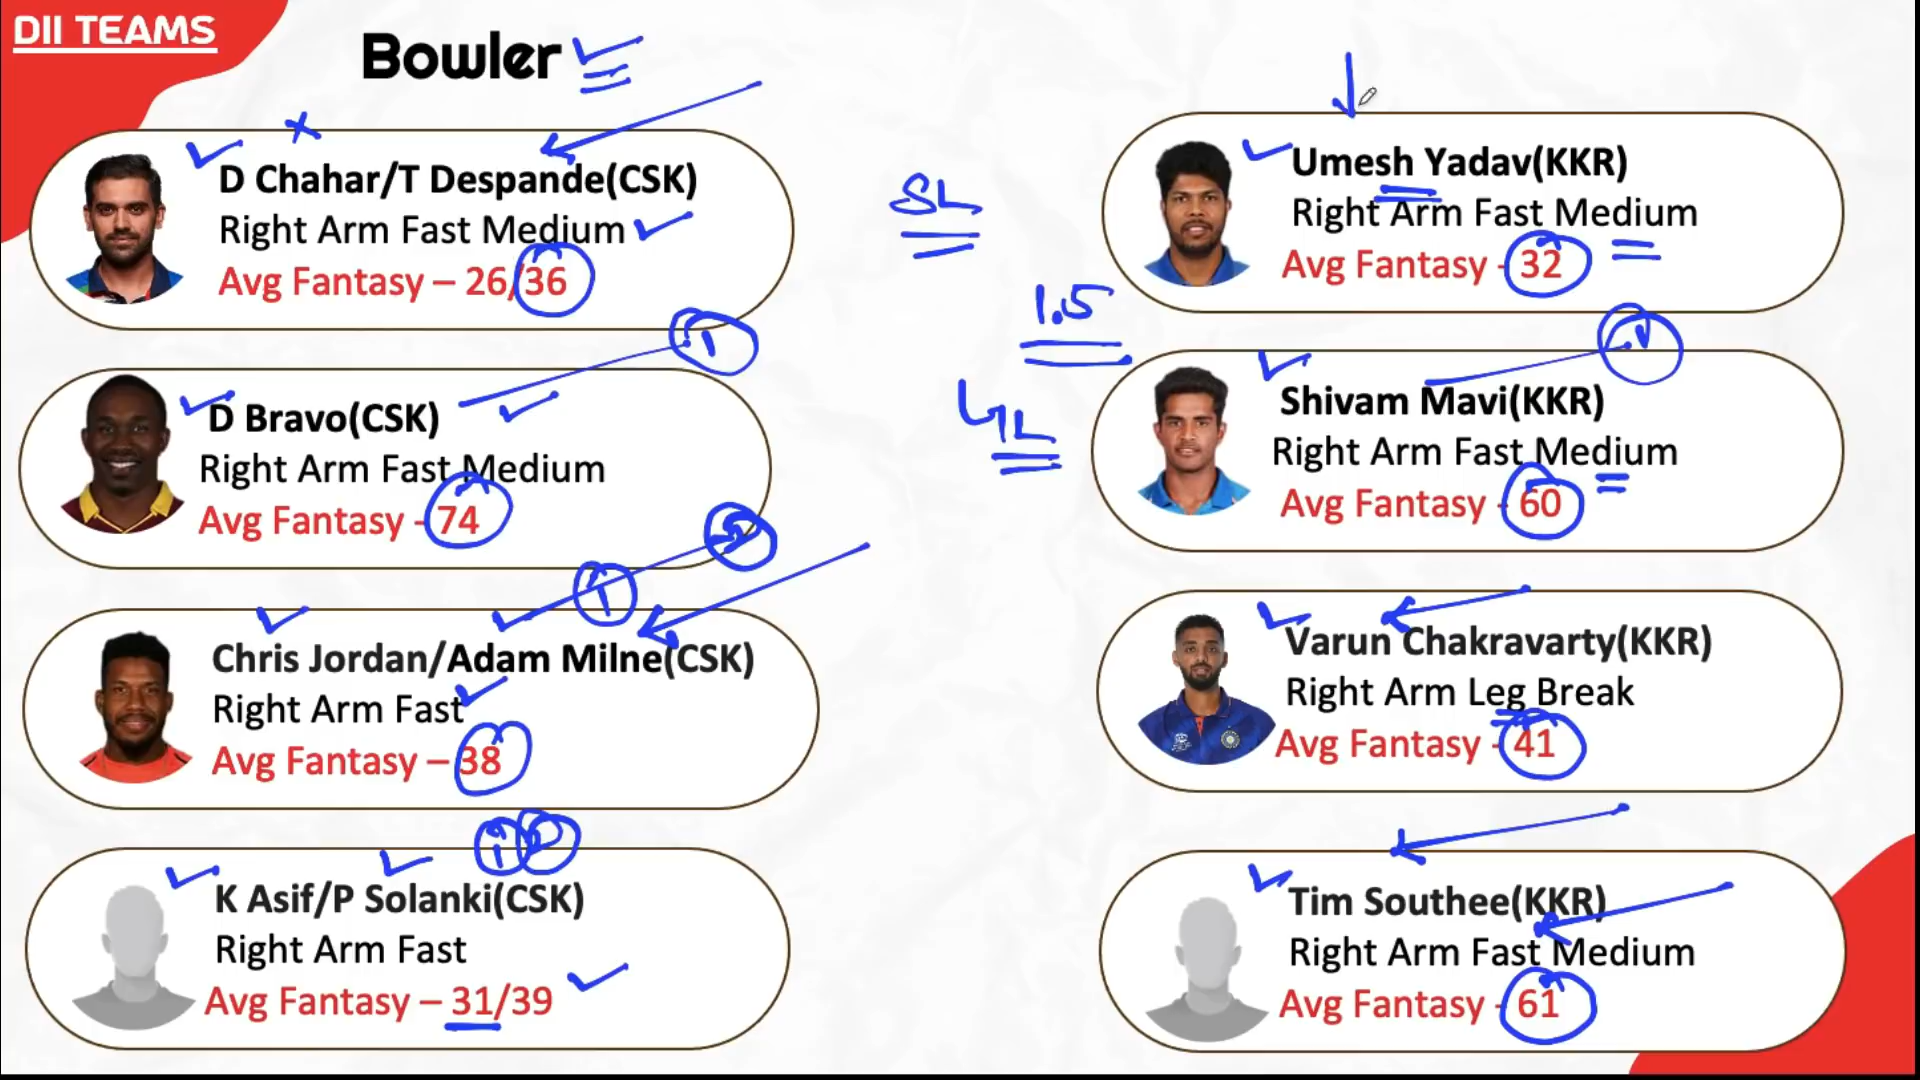 DII TEAMS
Bowler
D Chahar/T Despande(CSK)
Right Arm Fast Medium
Avg Fantasy – 26/36
D Bravo(CSK)
Right Arm Fast Medium
Avg Fantasy - 74
Chris Jordan/Adam Milne(CSK)
Right Arm Fast
Avg Fantasy – 38
K Asif/P Solanki(CSK)
Right Arm Fast
Avg Fantasy – 31/39
SL
1.5
GL
Umesh Yadav(KKR)
Right Arm Fast Medium
Avg Fantasy - 32
Shivam Mavi(KKR)
Right Arm Fast Medium
Avg Fantasy - 60
Varun Chakravarty(KKR)
Right Arm Leg Break
Avg Fantasy - 41
Tim Southee(KKR)
Right Arm Fast Medium
Avg Fantasy - 61